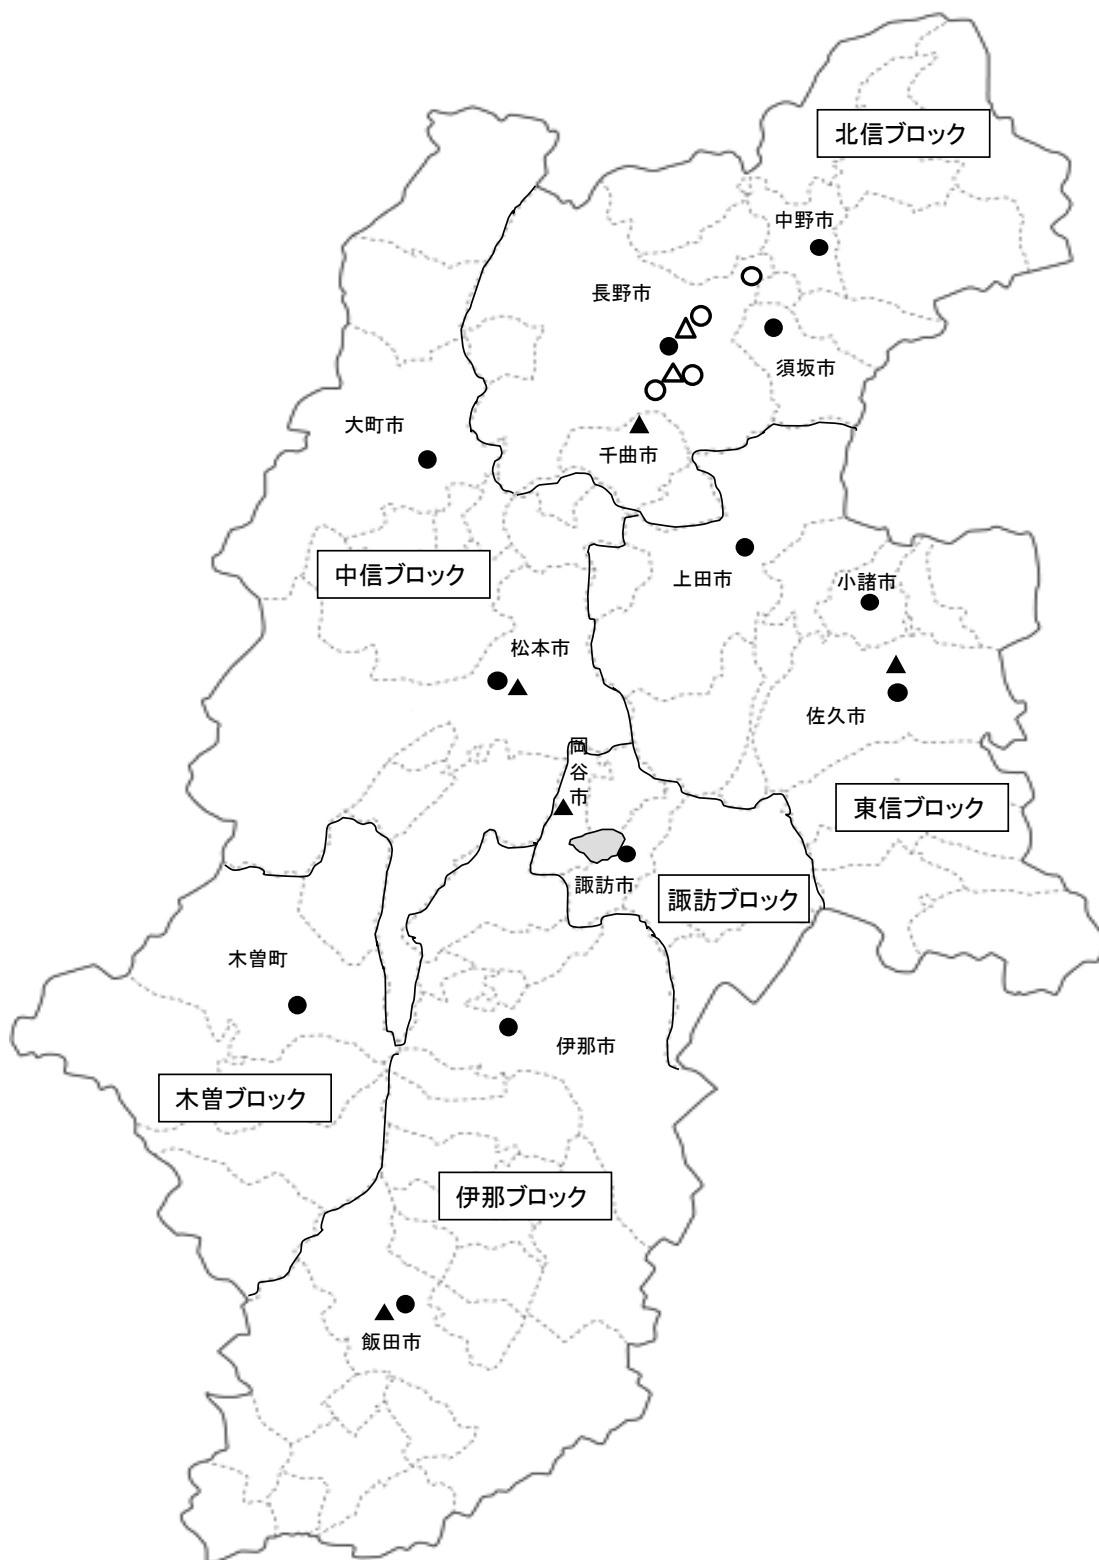 北信ブロック
中野市
長野市
須坂市
大町市
千曲市
中信ブロック
上田市
小諸市
松本市
佐久市
岡谷市
東信ブロック
諏訪市
諏訪ブロック
木曽町
伊那市
木曽ブロック
伊那ブロック
飯田市